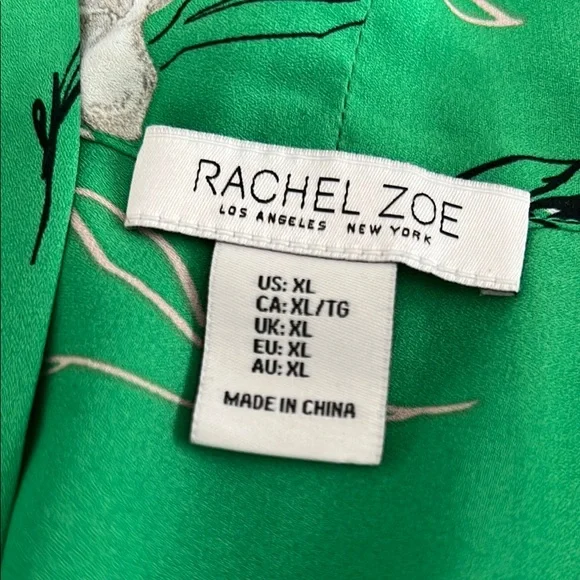 RACHEL ZOE
LOS ANGELES NEW YORK
US: XL
CA: XL/TG
UK: XL
EU: XL
AU: XL
MADE IN CHINA